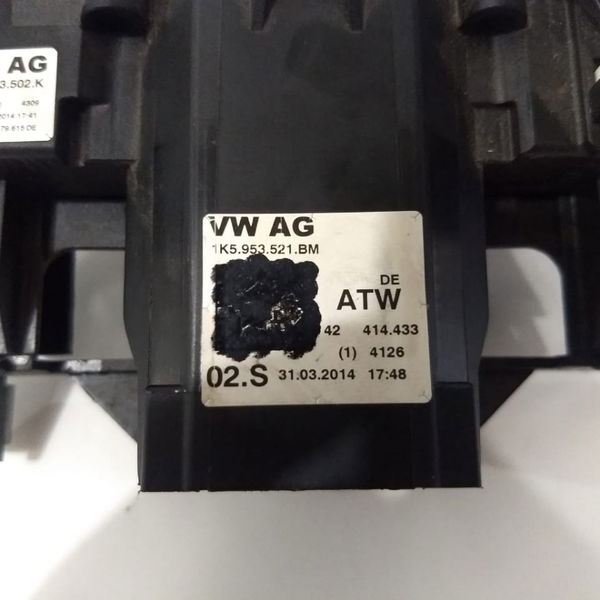 AG
3.502.K
4309
2014 17:41
79.615 DE
VW AG
1K5.953.521.BM
DE
ATW
42 414.433
(1) 4126
02.S 31.03.2014 17:48